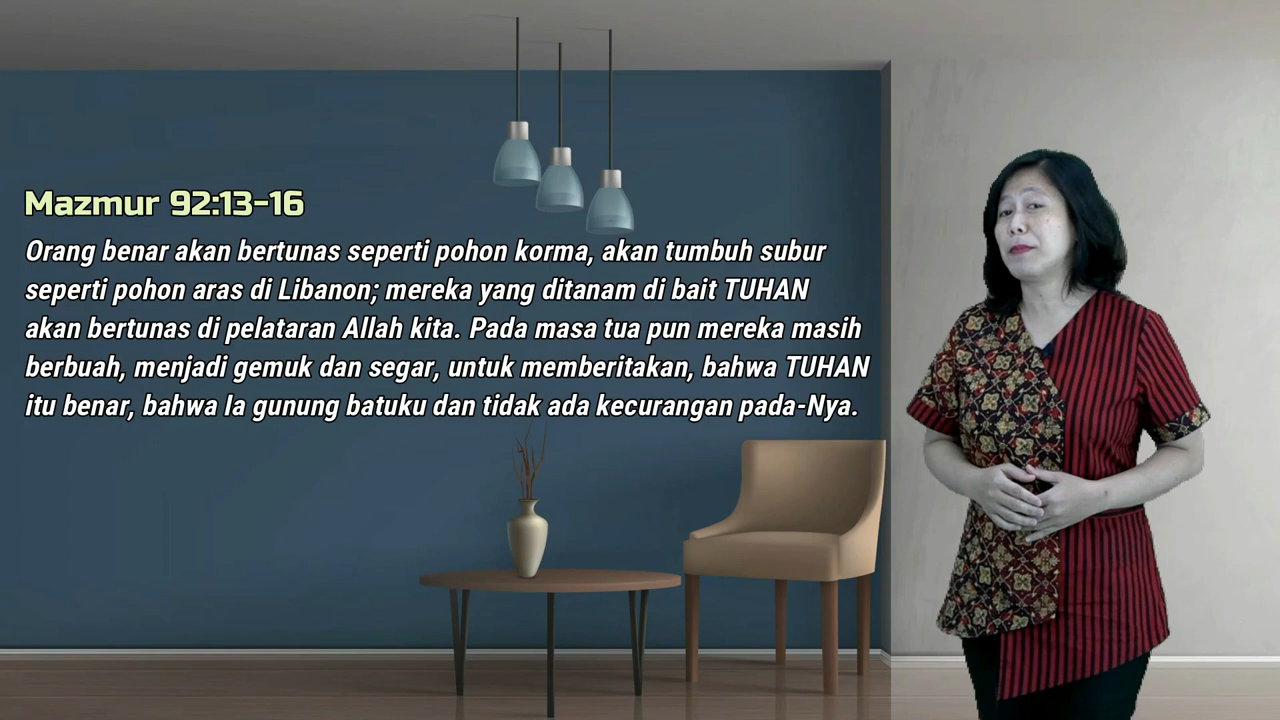 Mazmur 92:13-16
Orang benar akan bertunas seperti pohon korma, akan tumbuh subur
seperti pohon aras di Libanon; mereka yang ditanam di bait TUHAN
akan bertunas di pelataran Allah kita. Pada masa tua pun mereka masih
berbuah, menjadi gemuk dan segar, untuk memberitakan, bahwa TUHAN
itu benar, bahwa Ia gunung batuku dan tidak ada kecurangan pada-Nya.